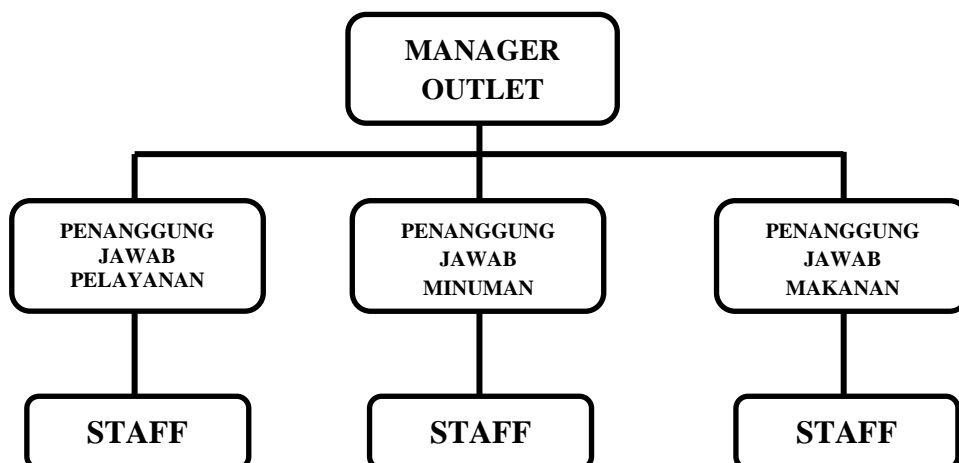 MANAGER
OUTLET
PENANGGUNG
JAWAB
PELAYANAN
PENANGGUNG
JAWAB
MINUMAN
PENANGGUNG
JAWAB
MAKANAN
STAFF
STAFF
STAFF